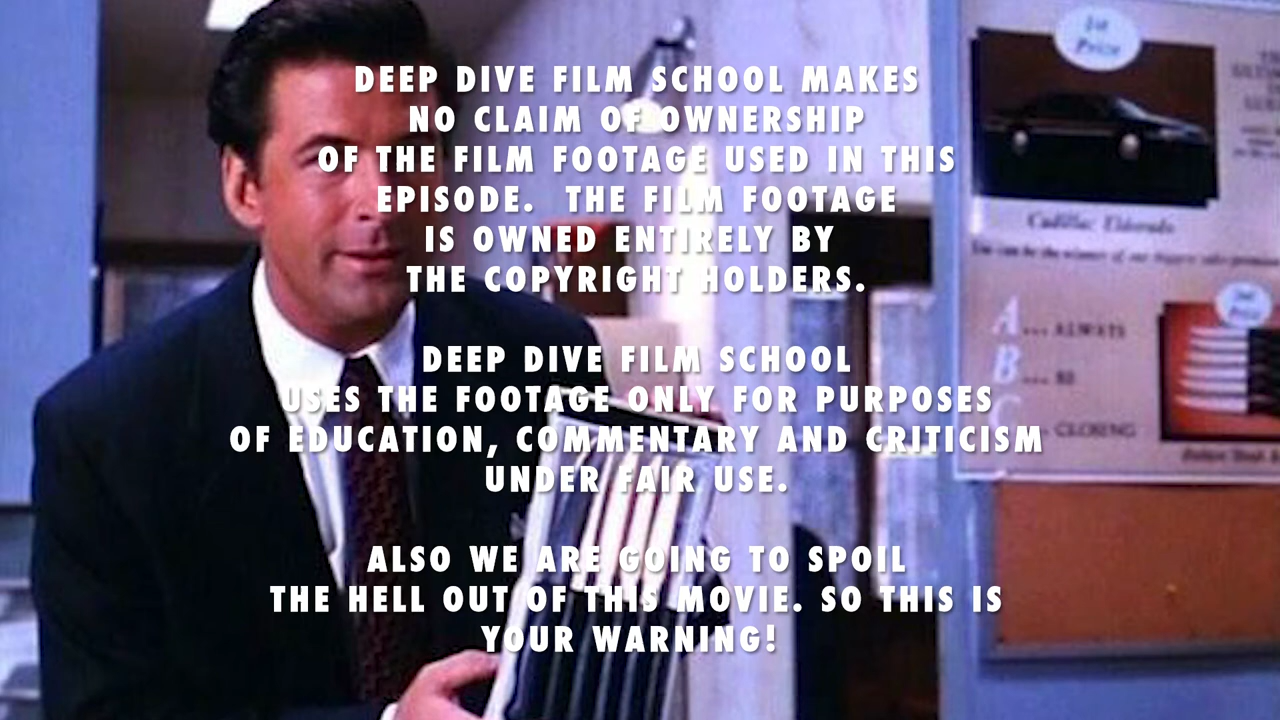 DEEP DIVE FILM SCHOOL MAKES
NO CLAIM OF OWNERSHIP
OF THE FILM FOOTAGE USED IN THIS
EPISODE. THE FILM FOOTAGE
IS OWNED ENTIRELY BY
THE COPYRIGHT HOLDERS.
DEEP DIVE FILM SCHOOL
USES THE FOOTAGE ONLY FOR PURPOSES
OF EDUCATION, COMMENTARY AND CRITICISM
UNDER FAIR USE.
ALSO WE ARE GOING TO SPOIL
THE HELL OUT OF THIS MOVIE. SO THIS IS
YOUR WARNING!
1st
Prize
Cadillac Eldorado
A... ALWAYS
B... BE
C... CLOSING